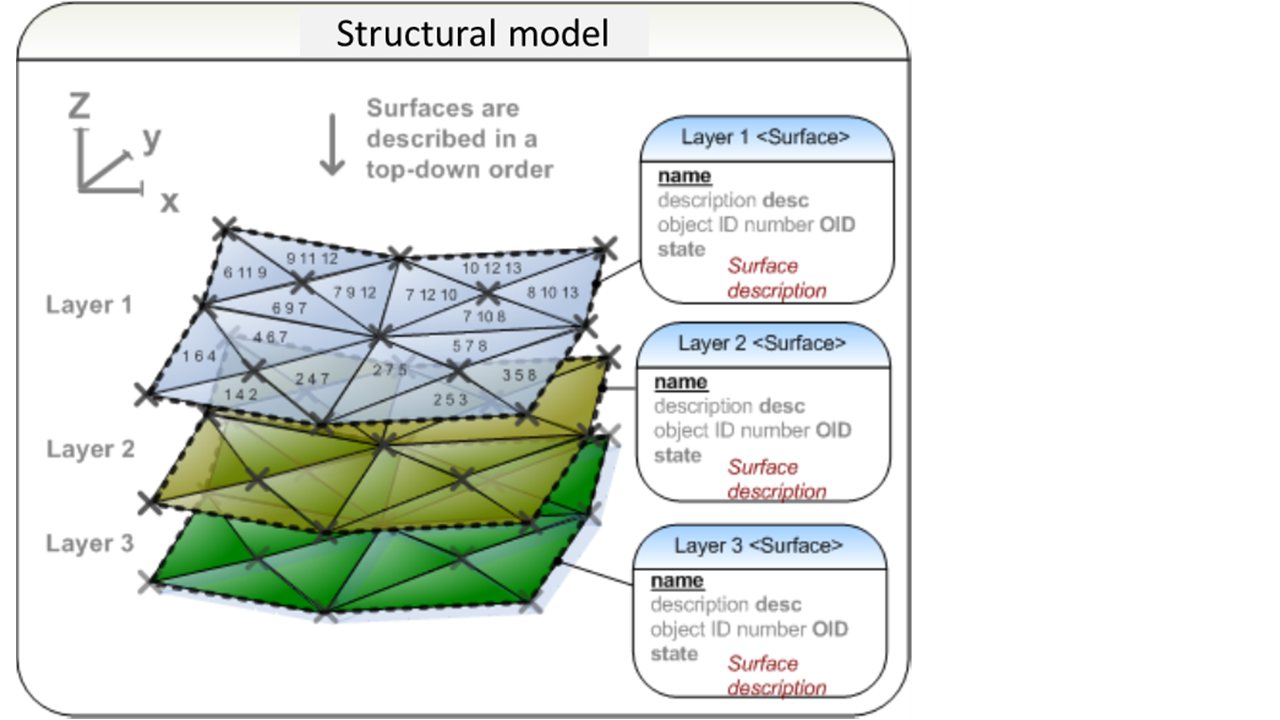 Structural model
Z
y
x
Surfaces are
described in a
top-down order
Layer 1 <Surface>
name
description desc
object ID number OID
state
Surface
description
Layer 1
9 11 12
6 11 9
10 12 13
7 9 12
7 12 10
8 10 13
6 9 7
7 10 8
4 6 7
5 7 8
1 6 4
2 7 5
3 5 8
2 4 7
1 4 2
2 5 3
Layer 2 <Surface>
name
description desc
object ID number OID
state
Surface
description
Layer 2
Layer 3
Layer 3 <Surface>
name
description desc
object ID number OID
state
Surface
description